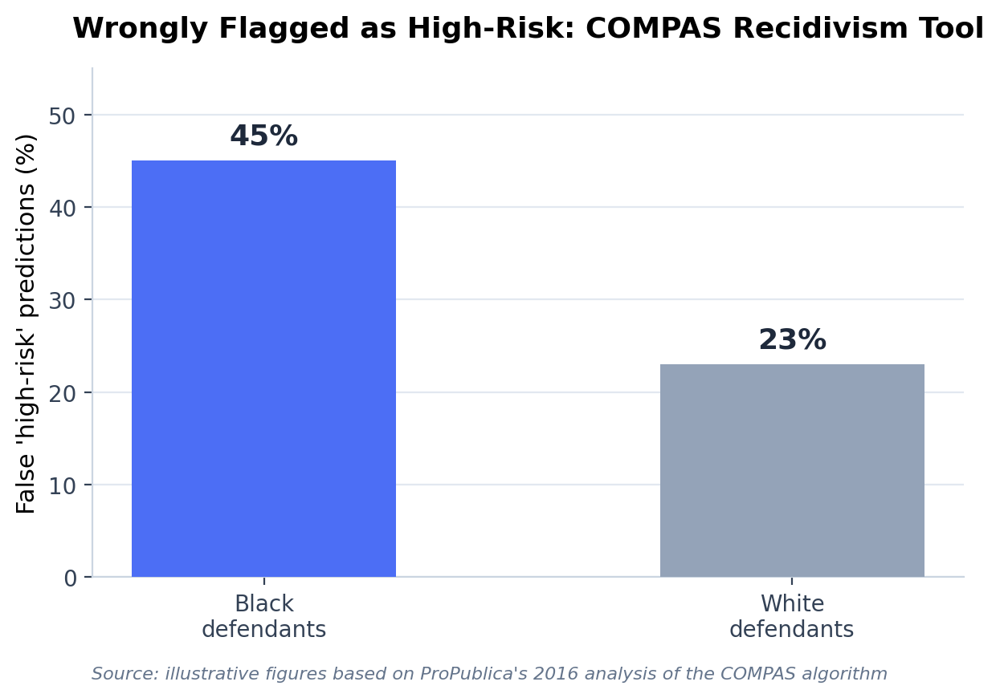 Wrongly Flagged as High-Risk: COMPAS Recidivism Tool
False 'high-risk' predictions (%)
50
40
30
20
10
0
45%
23%
Black
defendants
White
defendants
Source: illustrative figures based on ProPublica's 2016 analysis of the COMPAS algorithm